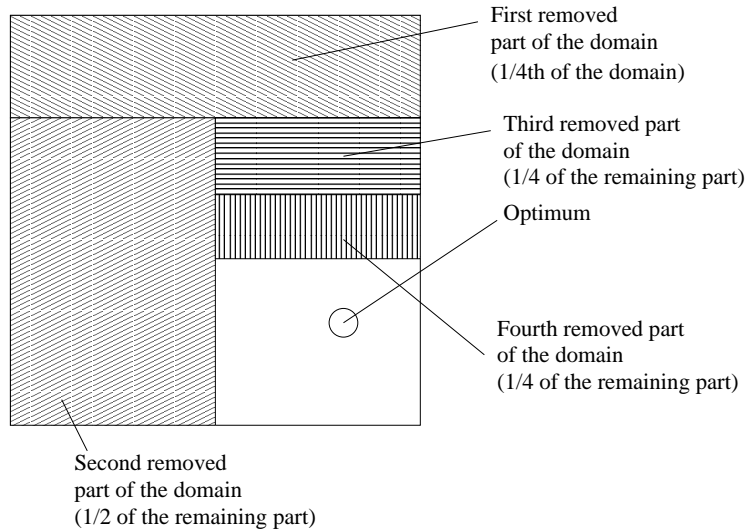 First removed
part of the domain
(1/4th of the domain)
Third removed part
of the domain
(1/4 of the remaining part)
Optimum
Fourth removed part
of the domain
(1/4 of the remaining part)
Second removed
part of the domain
(1/2 of the remaining part)